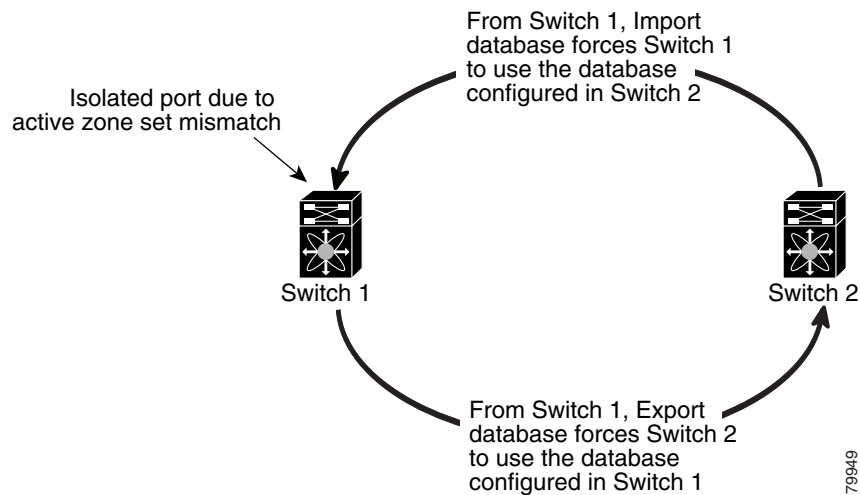 From Switch 1, Import
database forces Switch 1
to use the database
configured in Switch 2
Isolated port due to
active zone set mismatch
Switch 1
Switch 2
From Switch 1, Export
database forces Switch 2
to use the database
configured in Switch 1
79949